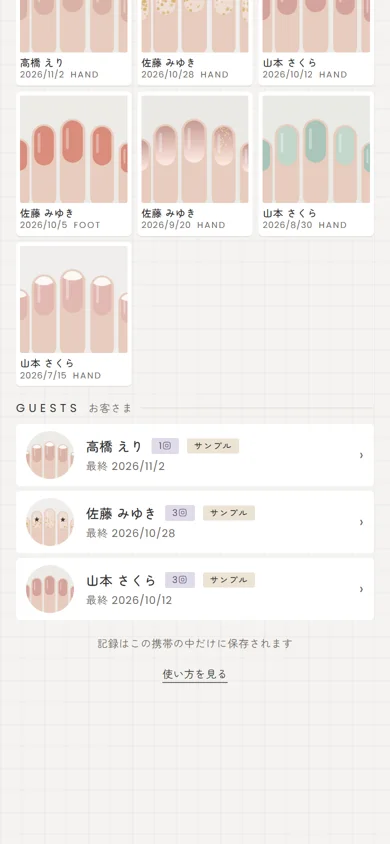 高橋 えり
2026/11/2 HAND
佐藤 みゆき
2026/10/28 HAND
山本 さくら
2026/10/12 HAND
佐藤 みゆき
2026/10/5 FOOT
佐藤 みゆき
2026/9/20 HAND
山本 さくら
2026/8/30 HAND
山本 さくら
2026/7/15 HAND
GUESTS お客さま
高橋 えり 1回 サンプル
最終 2026/11/2
佐藤 みゆき 3回 サンプル
最終 2026/10/28
山本 さくら 3回 サンプル
最終 2026/10/12
記録はこの携帯の中だけに保存されます
使い方を見る